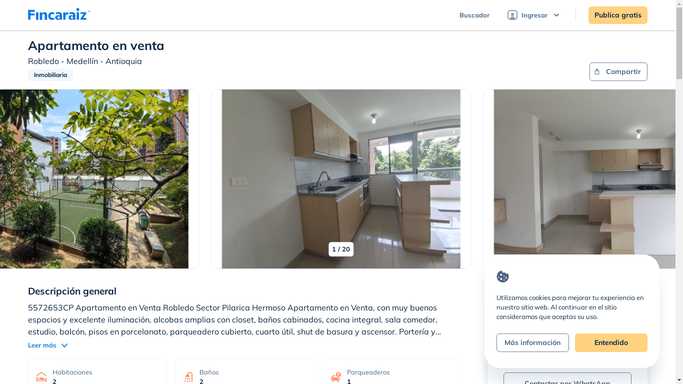 Fincaraiz
Buscador
Ingresar
Publica gratis
Apartamento en venta
Robledo - Medellín - Antioquia
Inmobiliaria
Compartir
1 / 20
Descripción general
5572653CP Apartamento en Venta Robledo Sector Pilarica Hermoso Apartamento en Venta, con muy buenos
espacios y excelente iluminación, alcobas amplias con closet, baños cabinados, cocina integral, sala comedor,
estudio, balcón, pisos en porcelanato, parqueadero cubierto, cuarto útil, shut de basura y ascensor. Portería y...
Leer más
Habitaciones
2
Baños
2
Parqueaderos
1
Utilizamos cookies para mejorar tu experiencia en
nuestro sitio web. Al continuar en el sitio
consideramos que aceptas su uso.
Más información
Entendido
Contactar por WhatsApp